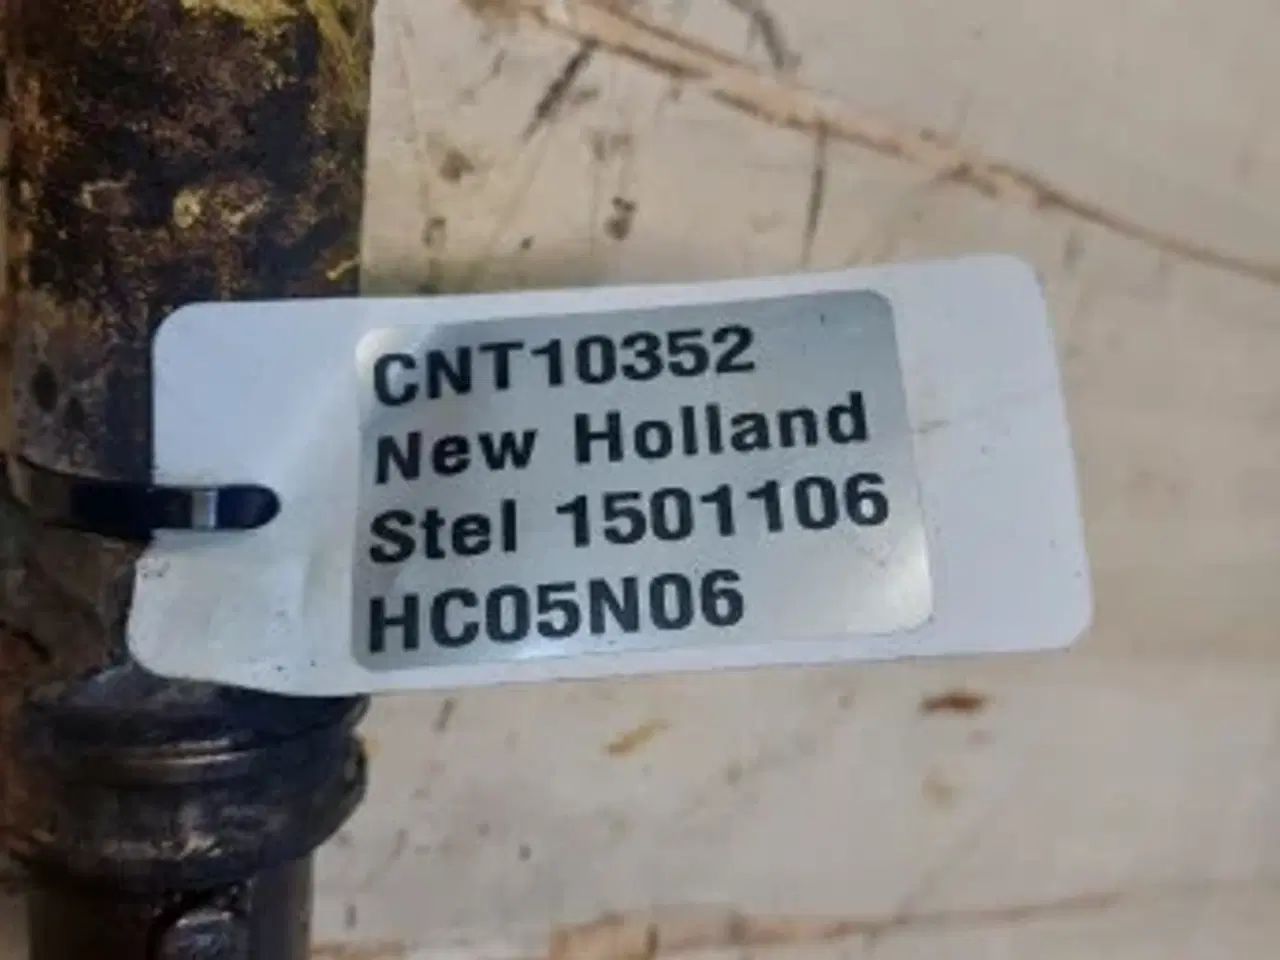 CNT10352
New Holland
Stel 1501106
HC05N06